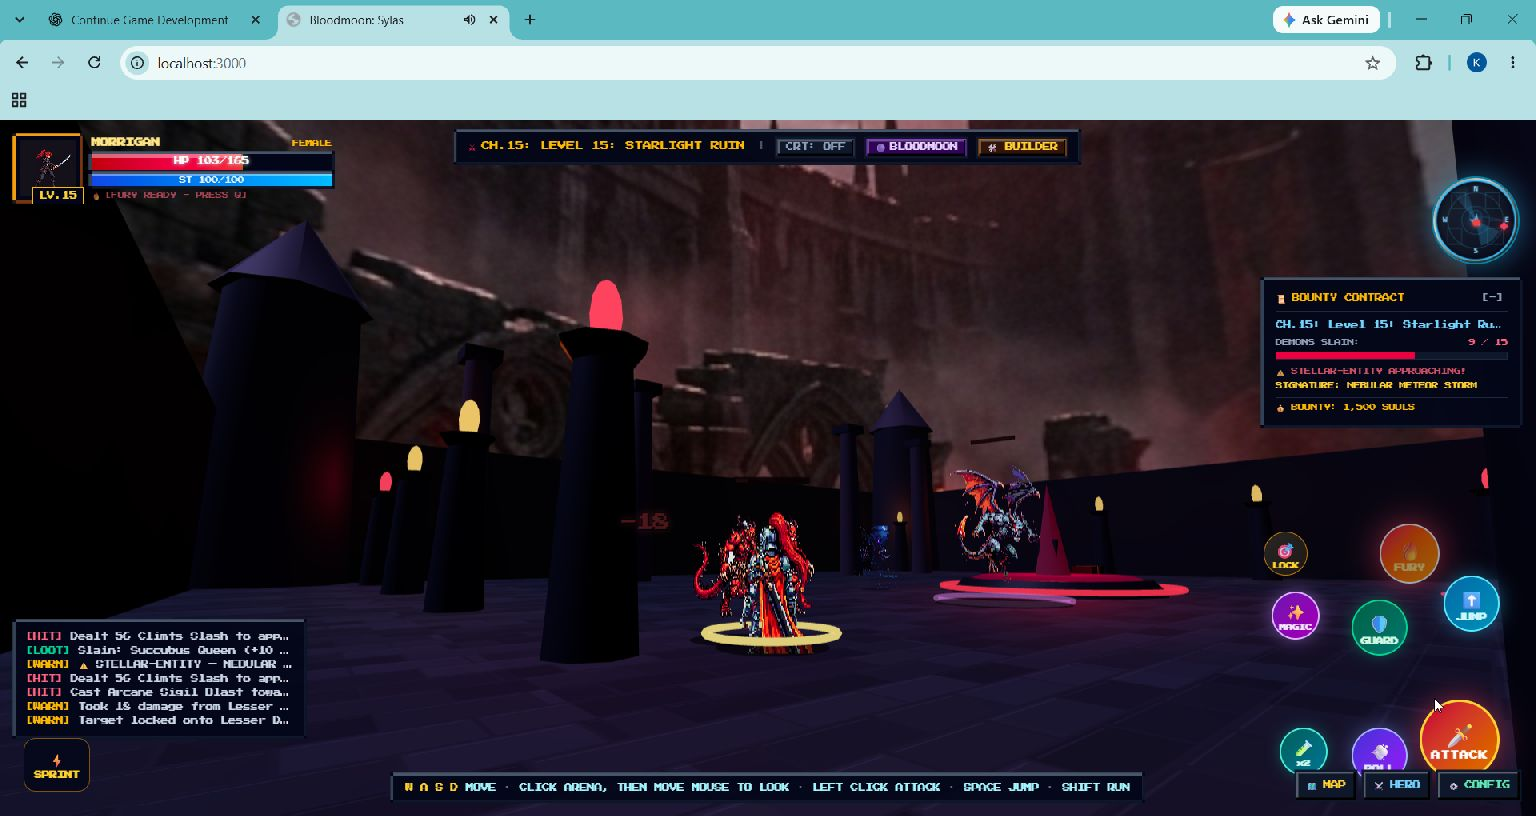 Continue Game Development
Bloodmoon: Sylas
Ask Gemini
localhost:3000
K
MORRIGAN
FEMALE
HP 103/165
ST 100/100
LV.15
[FURY READY - PRESS Q]
CH.15: LEVEL 15: STARLIGHT RUIN
CRT: OFF
BLOODMOON
BUILDER
N
W
E
S
BOUNTY CONTRACT
[-]
CH.15: Level 15: Starlight Ru...
DEMONS SLAIN:
9 / 15
STELLAR-ENTITY APPROACHING!
SIGNATURE: NEBULAR METEOR STORM
BOUNTY: 1,500 SOULS
-18
LOCK
FURY
MAGIC
GUARD
JUMP
ATTACK
x2
ROLL
[HIT] Dealt 56 Climts Slash to app...
[LOOT] Slain: Succubus Queen (+10 ...
[WARN] STELLAR-ENTITY — NEBULAR ...
[HIT] Dealt 56 Climts Slash to app...
[HIT] Cast Arcane Sigil Blast towa...
[WARN] Took 18 damage from Lesser ...
[WARN] Target locked onto Lesser D...
SPRINT
W A S D MOVE · CLICK ARENA, THEN MOVE MOUSE TO LOOK · LEFT CLICK ATTACK · SPACE JUMP · SHIFT RUN
MAP
HERO
CONFIG